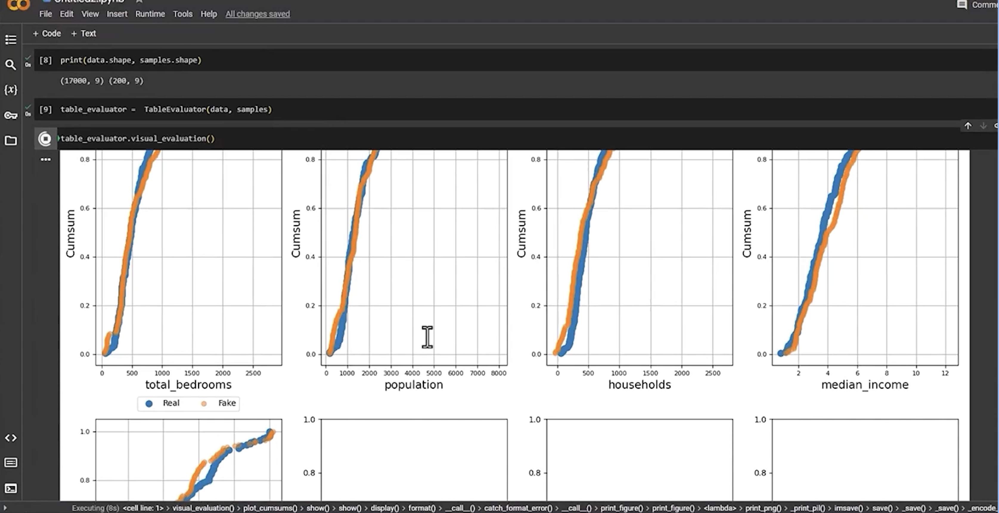 File Edit View Insert Runtime Tools Help All changes saved
+ Code + Text
[8] print(data.shape, samples.shape)
0s
(17000, 9) (200, 9)
[9] table_evaluator = TableEvaluator(data, samples)
0s
table_evaluator.visual_evaluation()
0.8 0.8 0.8 0.8
0.6 0.6 0.6 0.6
Cumsum Cumsum Cumsum Cumsum
0.4 0.4 0.4 0.4
0.2 0.2 0.2 0.2
0.0 0.0 0.0 0.0
0 500 1000 1500 2000 2500 0 1000 2000 3000 4000 5000 6000 7000 8000 0 500 1000 1500 2000 2500 2 4 6 8 10 12
total_bedrooms population households median_income
Real Fake
1.0 1.0 1.0 1.0
0.8 0.8 0.8 0.8
Executing (8s) <cell line: 1> > visual_evaluation() > plot_cumsums() > show() > show() > display() > format() > __call__() > catch_format_error() > __call__() > print_figure() > print_figure() > <lambda> > print_png() > _print_pil() > imsave() > save() > _save() > _save() > _encode_